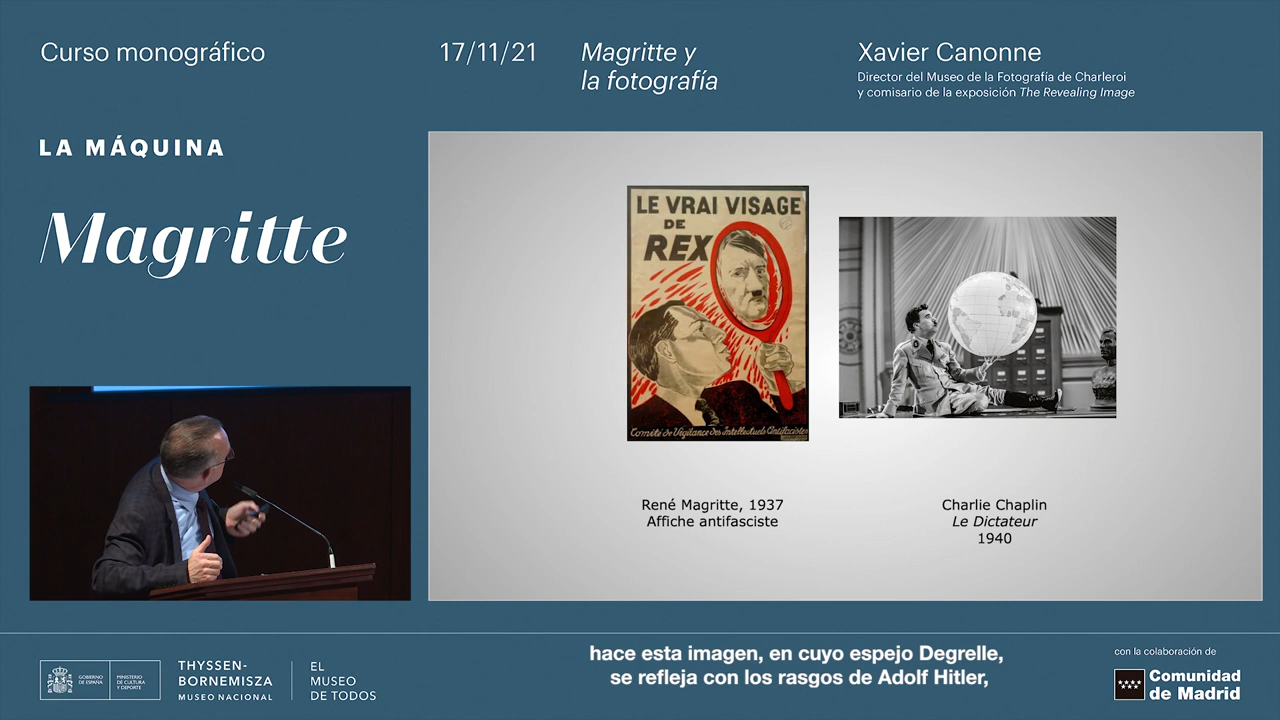 Curso monográfico
17/11/21
Magritte y
la fotografía
Xavier Canonne
Director del Museo de la Fotografía de Charleroi
y comisario de la exposición The Revealing Image
LA MÁQUINA
Magritte
LE VRAI VISAGE
DE
REX
Comité de Vigilance des Intellectuels Antifascistes
René Magritte, 1937
Affiche antifasciste
Charlie Chaplin
Le Dictateur
1940
GOBIERNO
DE ESPAÑA
MINISTERIO
DE CULTURA
Y DEPORTE
THYSSEN-
BORNEMISZA
MUSEO NACIONAL
EL
MUSEO
DE TODOS
hace esta imagen, en cuyo espejo Degrelle,
se refleja con los rasgos de Adolf Hitler,
con la colaboración de
Comunidad
de Madrid